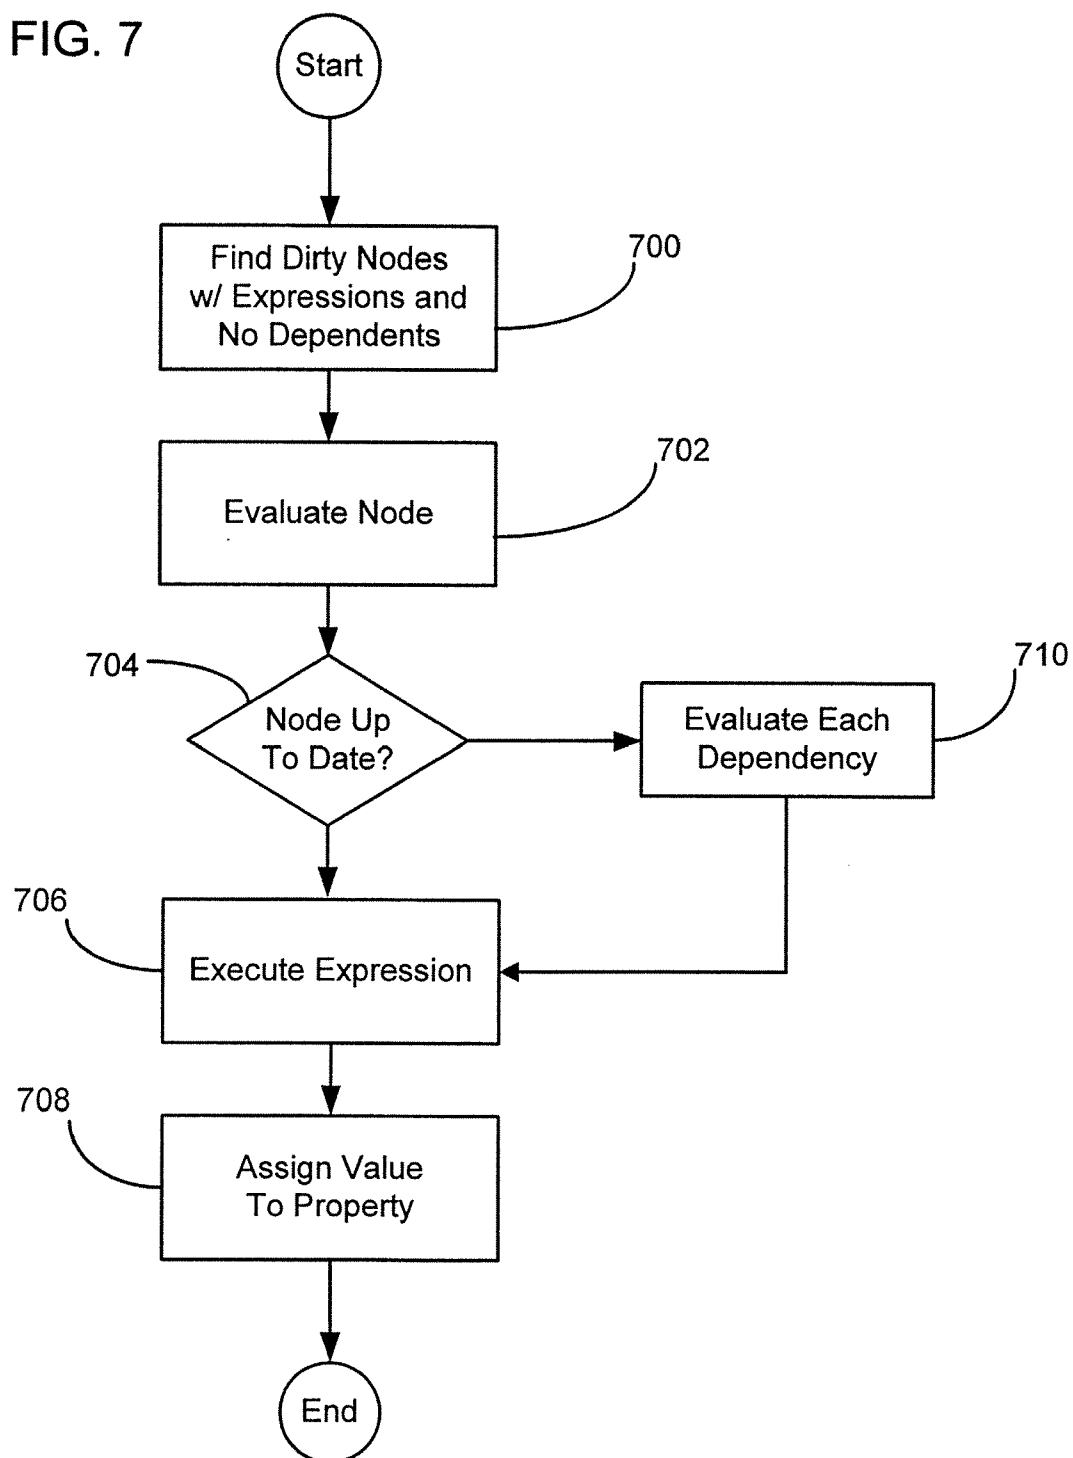 FIG. 7
Start
Find Dirty Nodes
w/ Expressions and
No Dependents
700
Evaluate Node
702
704
Node Up
To Date?
Evaluate Each
Dependency
710
706
Execute Expression
708
Assign Value
To Property
End